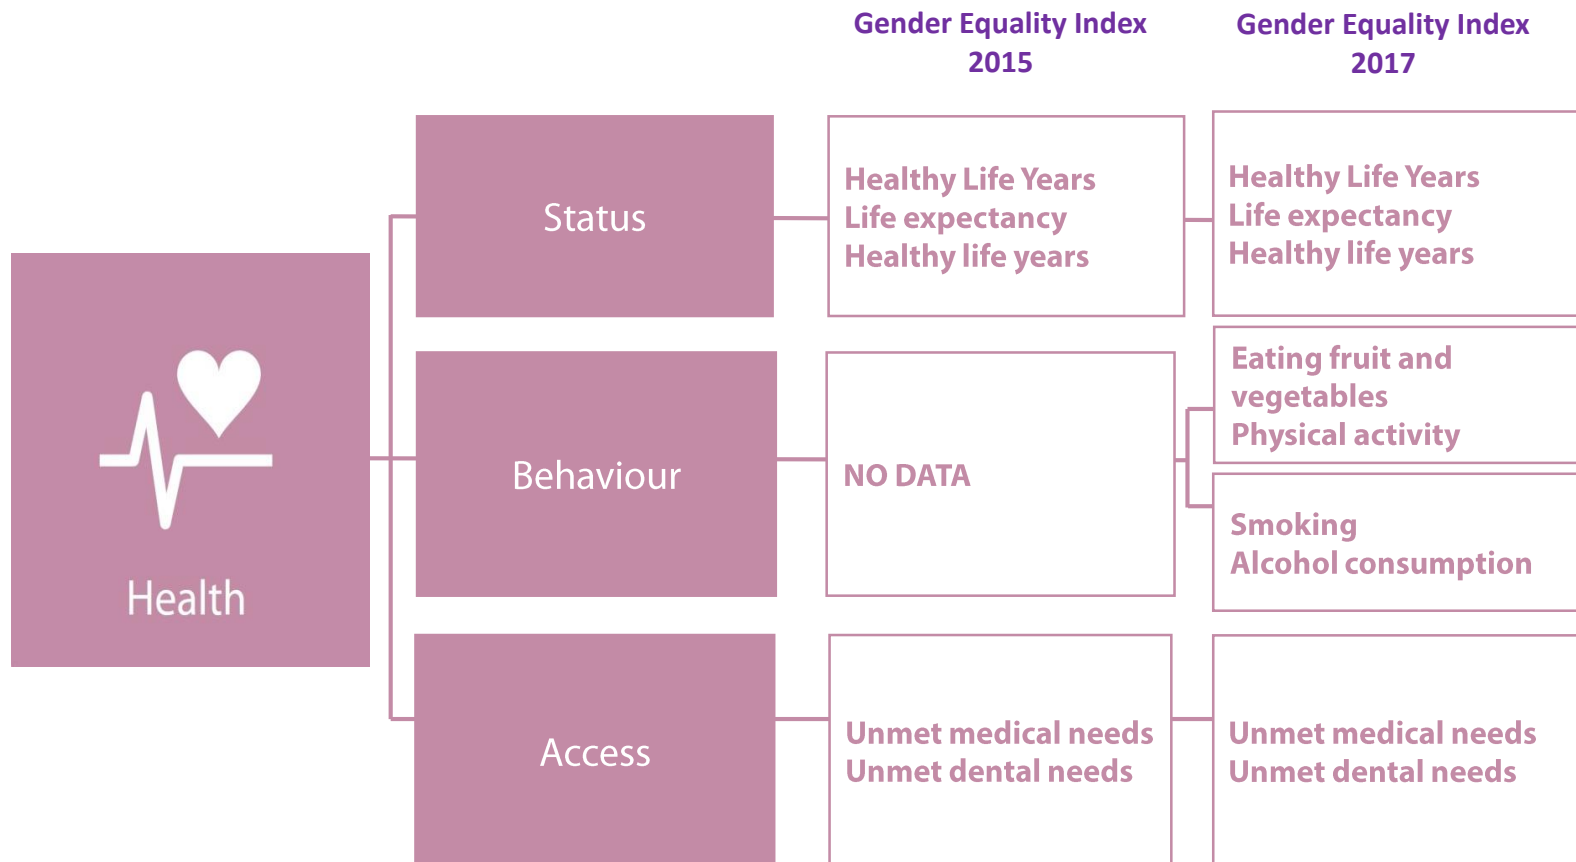 Gender Equality Index
2015
Gender Equality Index
2017
Health
Status
Healthy Life Years
Life expectancy
Healthy life years
Healthy Life Years
Life expectancy
Healthy life years
Behaviour
NO DATA
Eating fruit and
vegetables
Physical activity
Smoking
Alcohol consumption
Access
Unmet medical needs
Unmet dental needs
Unmet medical needs
Unmet dental needs